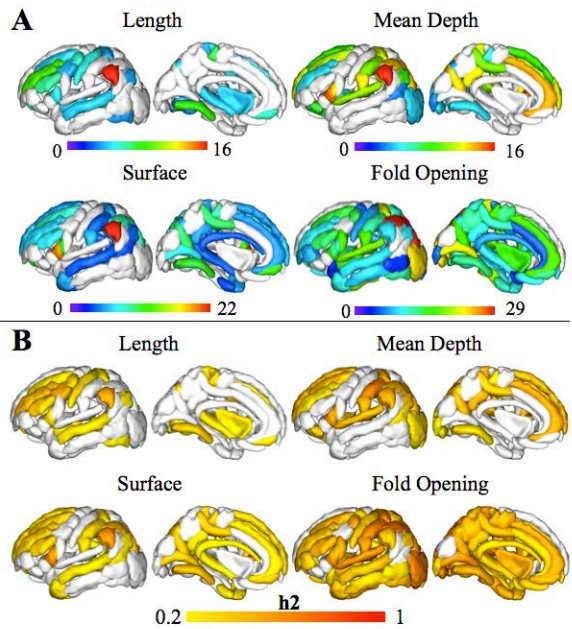 A
Length
Mean Depth
0 16
0 16
Surface
Fold Opening
0 22
0 29
B
Length
Mean Depth
Surface
Fold Opening
h2
0.2 1